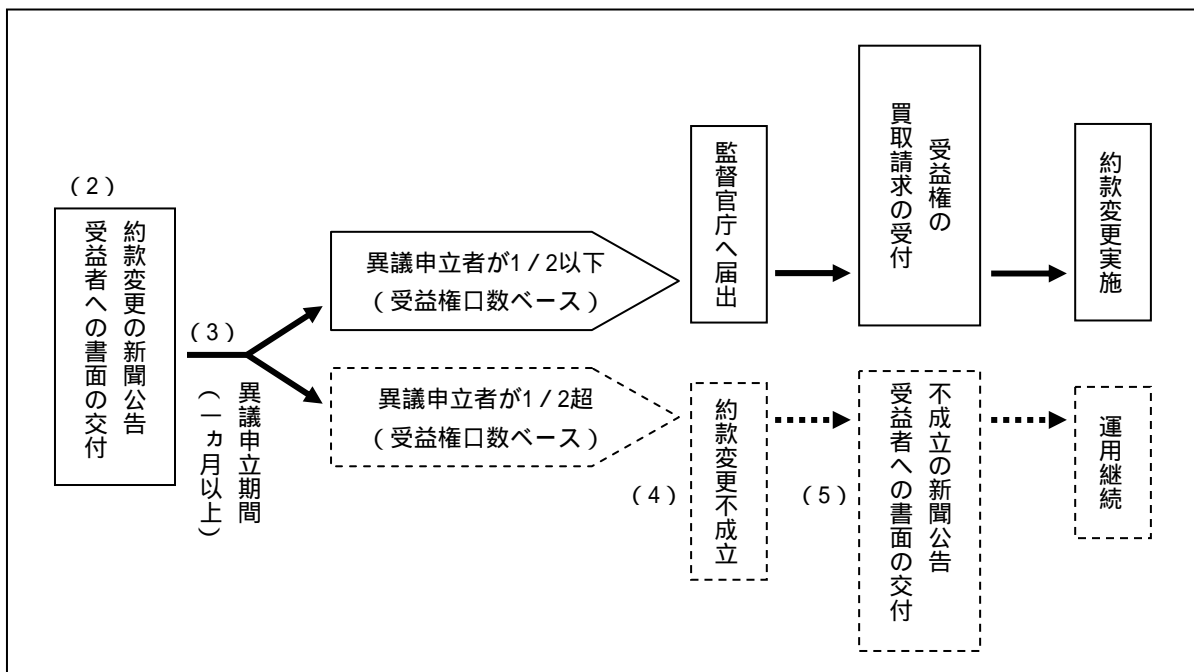 (2)
約款変更の新聞公告
受益者への書面の交付
(3)
異議申立期間
(一ヵ月以上)
異議申立者が1/2以下
(受益権口数ベース)
監督官庁へ届出
受益権の
買取請求の受付
約款変更実施
異議申立者が1/2超
(受益権口数ベース)
(4)
約款変更不成立
(5)
不成立の新聞公告
受益者への書面の交付
運用継続